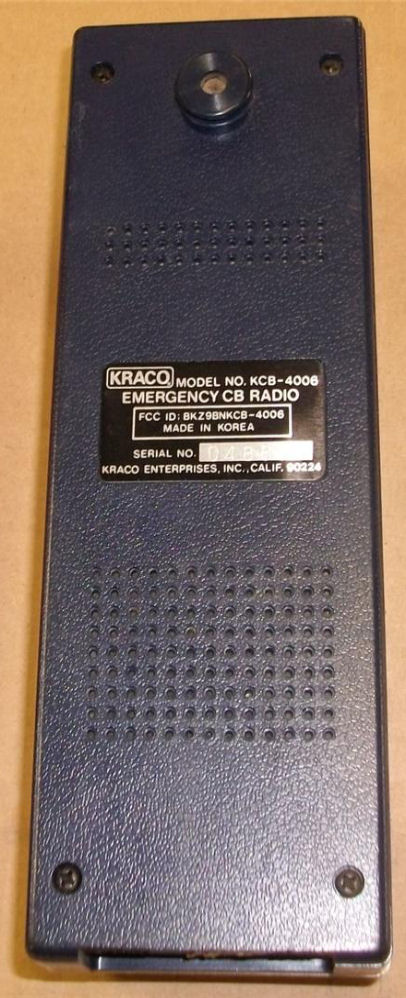 KRACO MODEL NO. KCB-4006
EMERGENCY CB RADIO
FCC ID: BKZ9BNKCB-4006
MADE IN KOREA
SERIAL NO.
KRACO ENTERPRISES, INC., CALIF. 90224